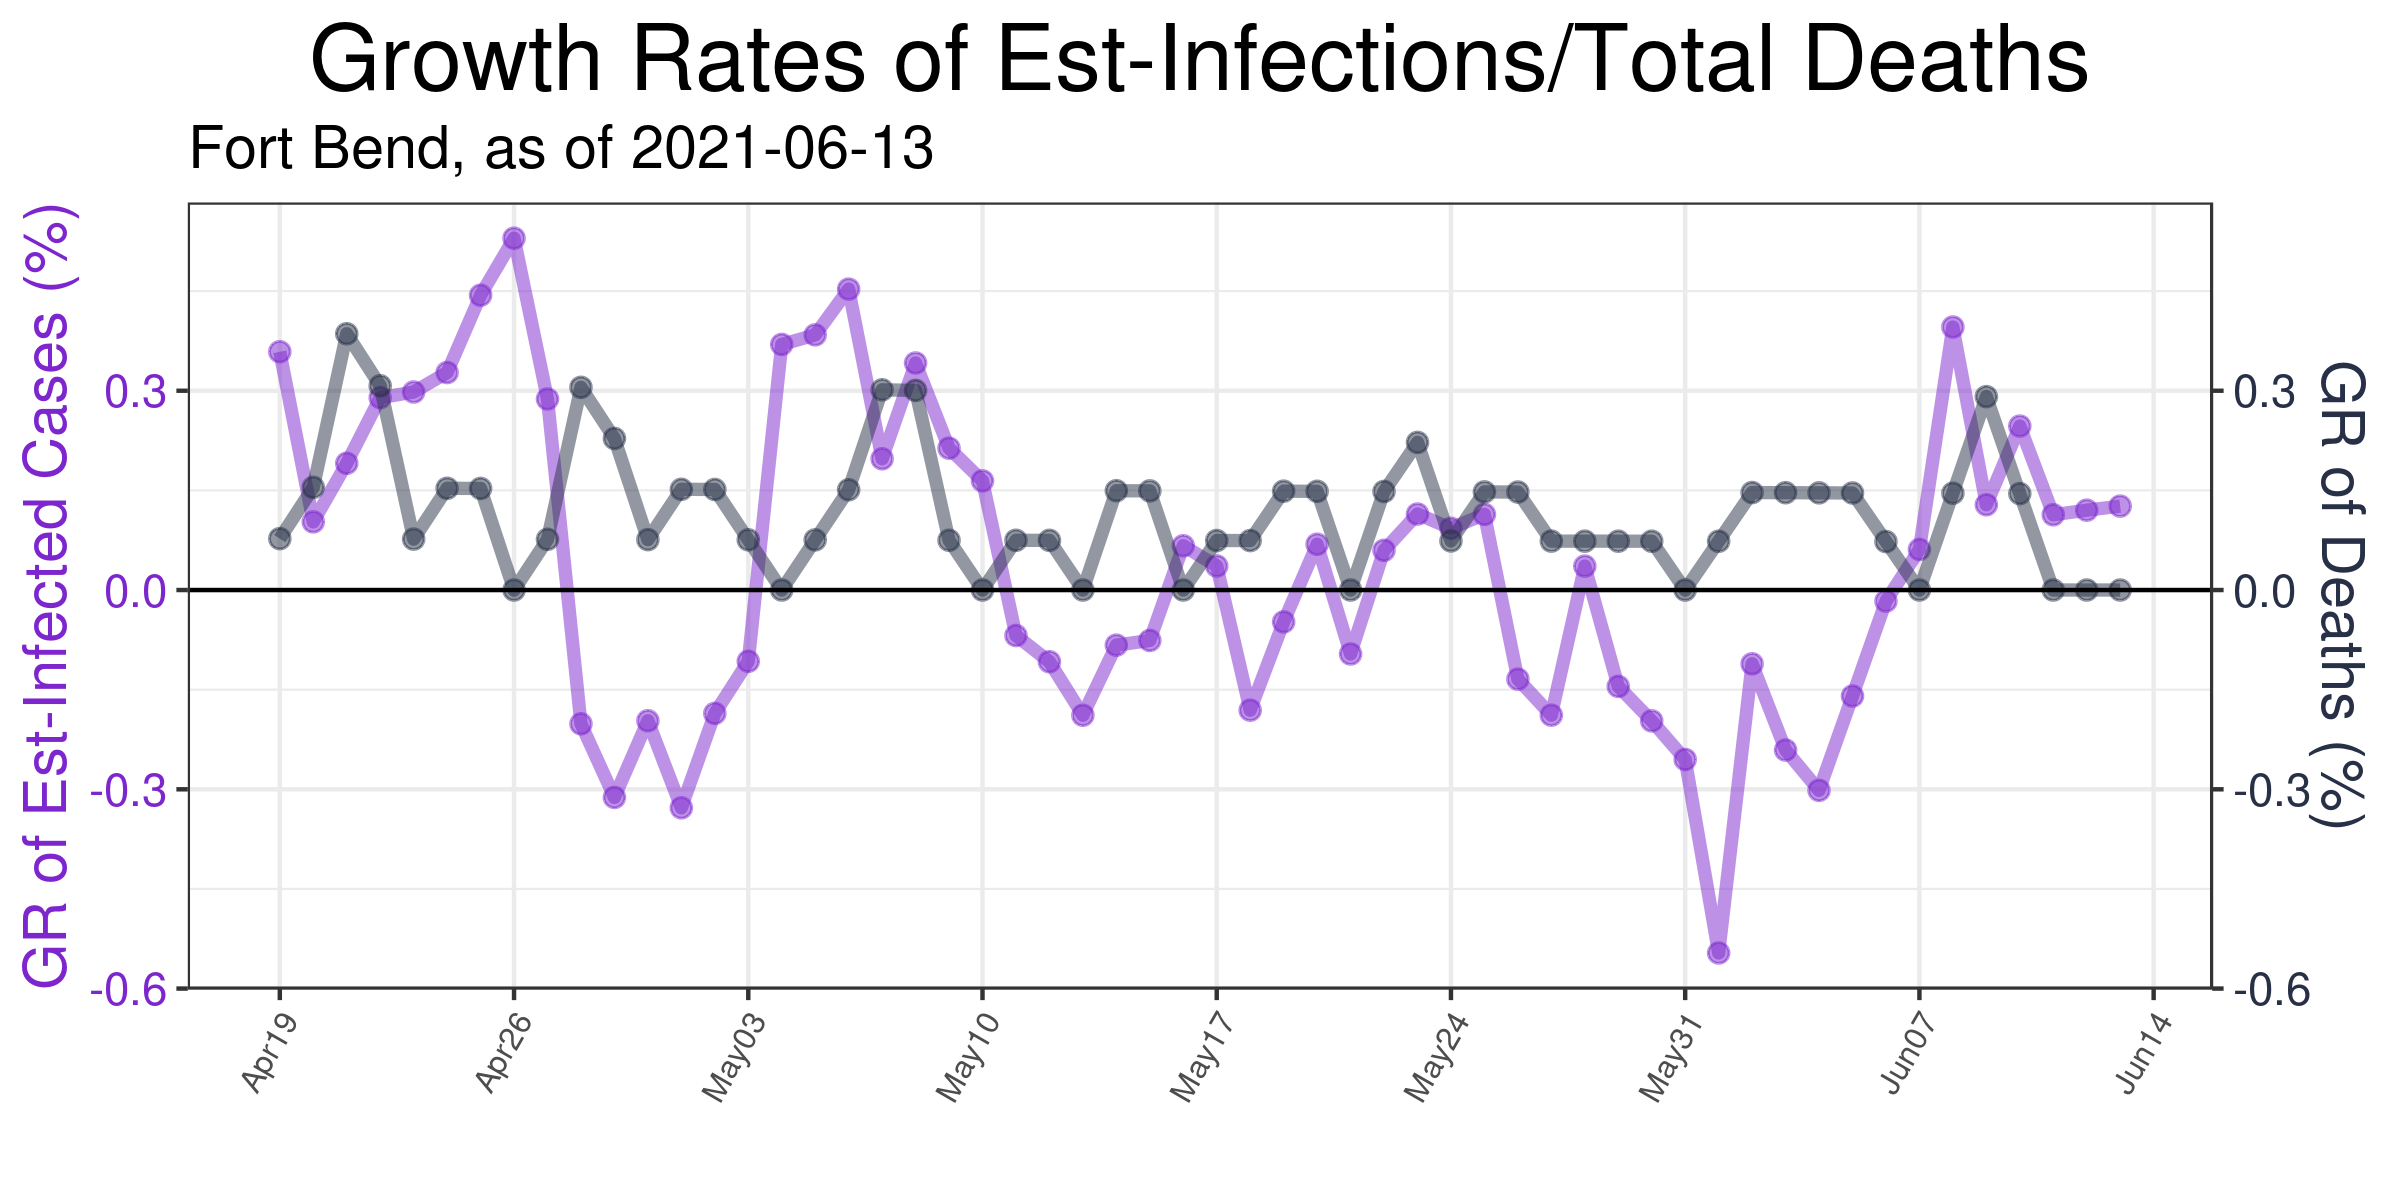 Growth Rates of Est-Infections/Total Deaths
Fort Bend, as of 2021-06-13
GR of Est-Infected Cases (%)
0.3
0.0
-0.3
-0.6
0.3
0.0
-0.3
-0.6
GR of Deaths (%)
Apr19
Apr26
May03
May10
May17
May24
May31
Jun07
Jun14